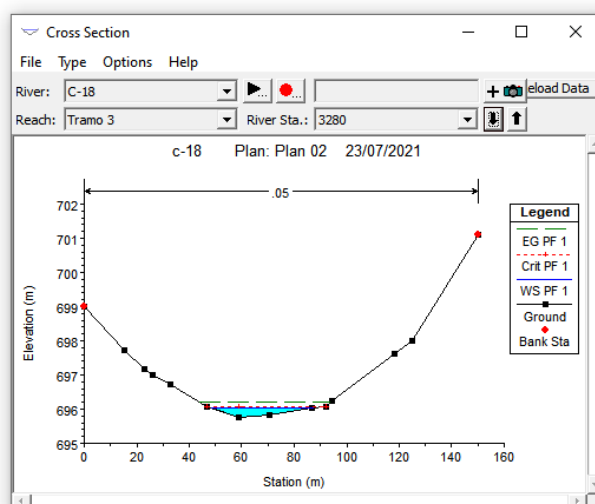 Cross Section
File Type Options Help
River: C-18 + eload Data
Reach: Tramo 3 River Sta.: 3280
c-18 Plan: Plan 02 23/07/2021
.05
702
701
700
699
698
697
696
695
Elevation (m)
0 20 40 60 80 100 120 140 160
Station (m)
Legend
EG PF 1
Crit PF 1
WS PF 1
Ground
Bank Sta